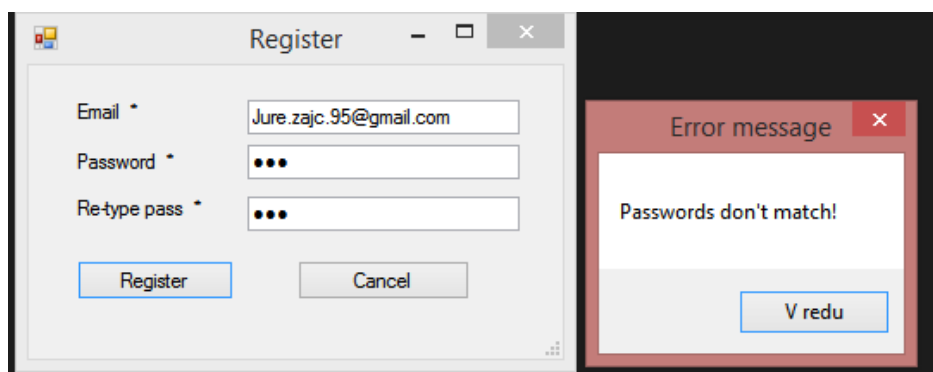 Register
Email *
Jure.zajc.95@gmail.com
Password *
●●●
Re-type pass *
●●●
Register
Cancel
Error message
Passwords don't match!
V redu